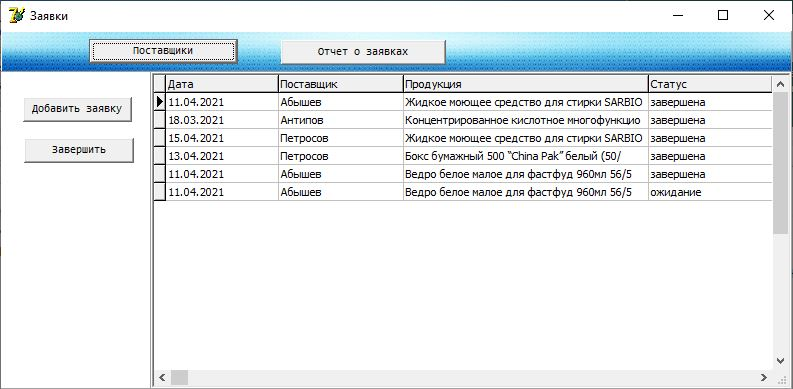 Заявки
Поставщики Отчет о заявках
Добавить заявку
Завершить
Дата Поставщик Продукция Статус
11.04.2021 Абышев Жидкое моющее средство для стирки SARBIO завершена
18.03.2021 Антипов Концентрированное кислотное многофункцио завершена
15.04.2021 Петросов Жидкое моющее средство для стирки SARBIO завершена
13.04.2021 Петросов Бокс бумажный 500 “China Pak” белый (50/ завершена
11.04.2021 Абышев Ведро белое малое для фастфуд 960мл 56/5 завершена
11.04.2021 Абышев Ведро белое малое для фастфуд 960мл 56/5 ожидание